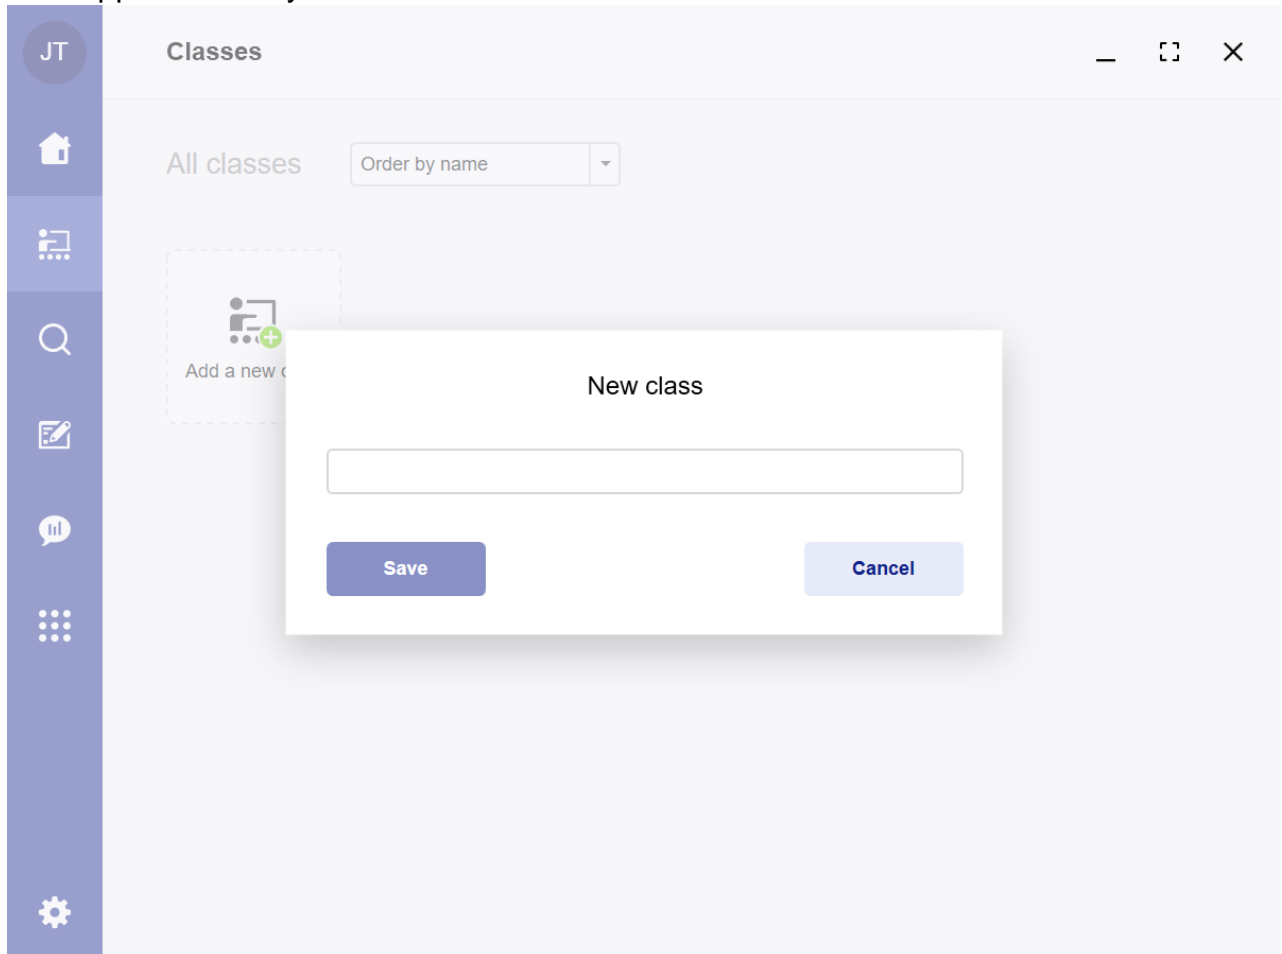 JT
Classes
All classes
Order by name
Add a new
New class
Save
Cancel